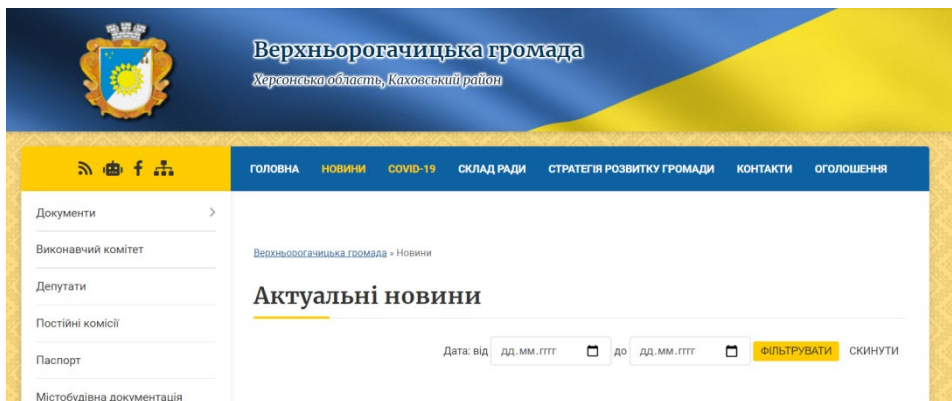 Верхньорогачицька громада
Херсонська область, Каховський район
ГОЛОВНА НОВИНИ COVID-19 СКЛАД РАДИ СТРАТЕГІЯ РОЗВИТКУ ГРОМАДИ КОНТАКТИ ОГОЛОШЕННЯ
Документи
Виконавчий комітет
Депутати
Постійні комісії
Паспорт
Містобудівна документація
Верхньорогачицька громада » Новини
Актуальні новини
Дата: від дд.мм.гггг до дд.мм.гггг ФІЛЬТРУВАТИ СКИНУТИ